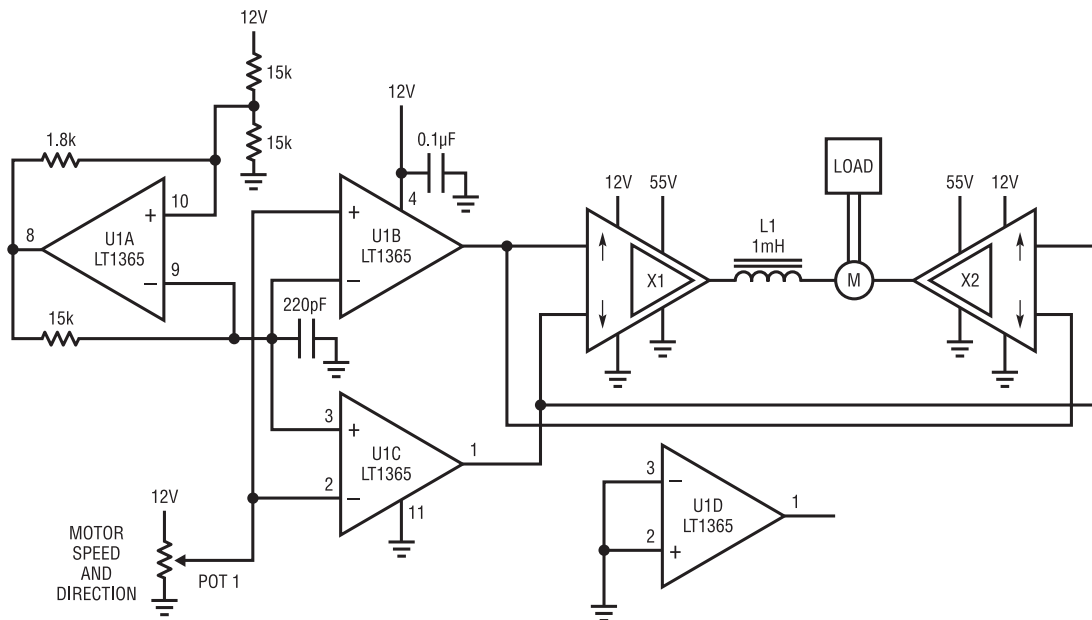 12V
15k
15k
1.8k
10
+
8
U1A
LT1365
9
−
15k
12V
0.1µF
4
+
U1B
LT1365
−
220pF
3
+
U1C
LT1365
1
2
−
11
12V
MOTOR
SPEED
AND
DIRECTION
POT 1
12V
55V
X1
L1
1mH
LOAD
M
55V
12V
X2
3
−
U1D
LT1365
1
2
+